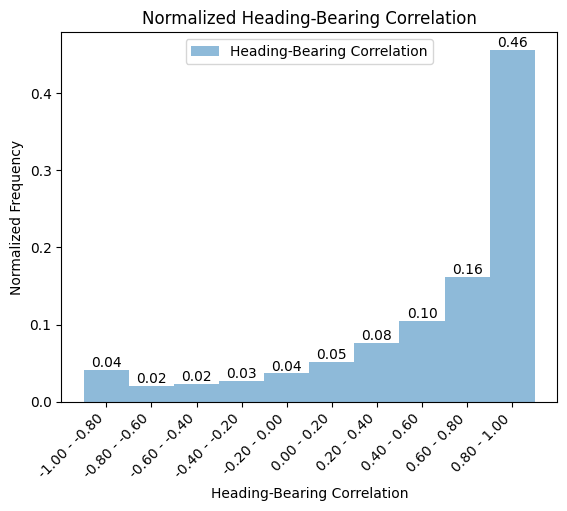 Normalized Heading-Bearing Correlation
Heading-Bearing Correlation
Normalized Frequency
0.4
0.3
0.2
0.1
0.0
0.04
0.02
0.02
0.03
0.04
0.05
0.08
0.10
0.16
0.46
-1.00 - -0.80
-0.80 - -0.60
-0.60 - -0.40
-0.40 - -0.20
-0.20 - 0.00
0.00 - 0.20
0.20 - 0.40
0.40 - 0.60
0.60 - 0.80
0.80 - 1.00
Heading-Bearing Correlation